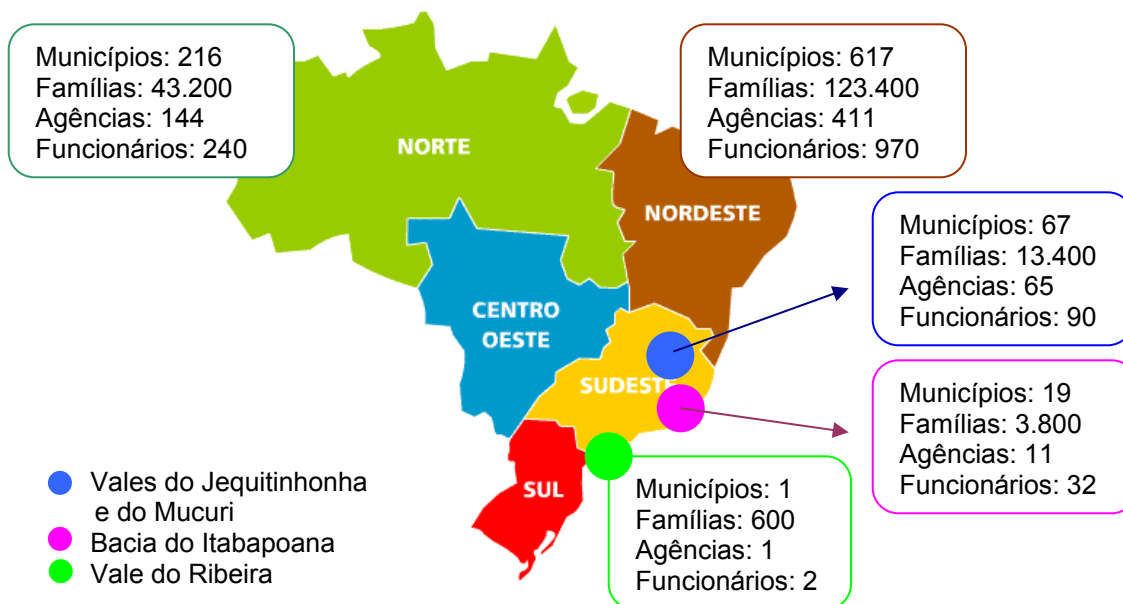 Municípios: 216
Famílias: 43.200
Agências: 144
Funcionários: 240
Municípios: 617
Famílias: 123.400
Agências: 411
Funcionários: 970
NORTE
NORDESTE
Municípios: 67
Famílias: 13.400
Agências: 65
Funcionários: 90
CENTRO
OESTE
SUDESTE
Municípios: 19
Famílias: 3.800
Agências: 11
Funcionários: 32
SUL
Municípios: 1
Famílias: 600
Agências: 1
Funcionários: 2
Vales do Jequitinhonha
e do Mucuri
Bacia do Itabapoana
Vale do Ribeira